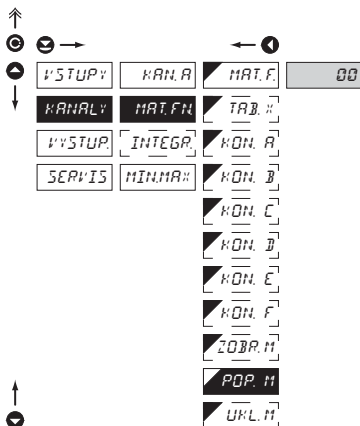 VSTUPY KAN. A MAT. F. 00
KANALY MAT. FN. TAB. X
VYSTUP. INTEGR. KON. A
SERVIS MIN.MAX KON. B
KON. C
KON. D
KON. E
KON. F
ZOBR. M
POP. M
UKL. M